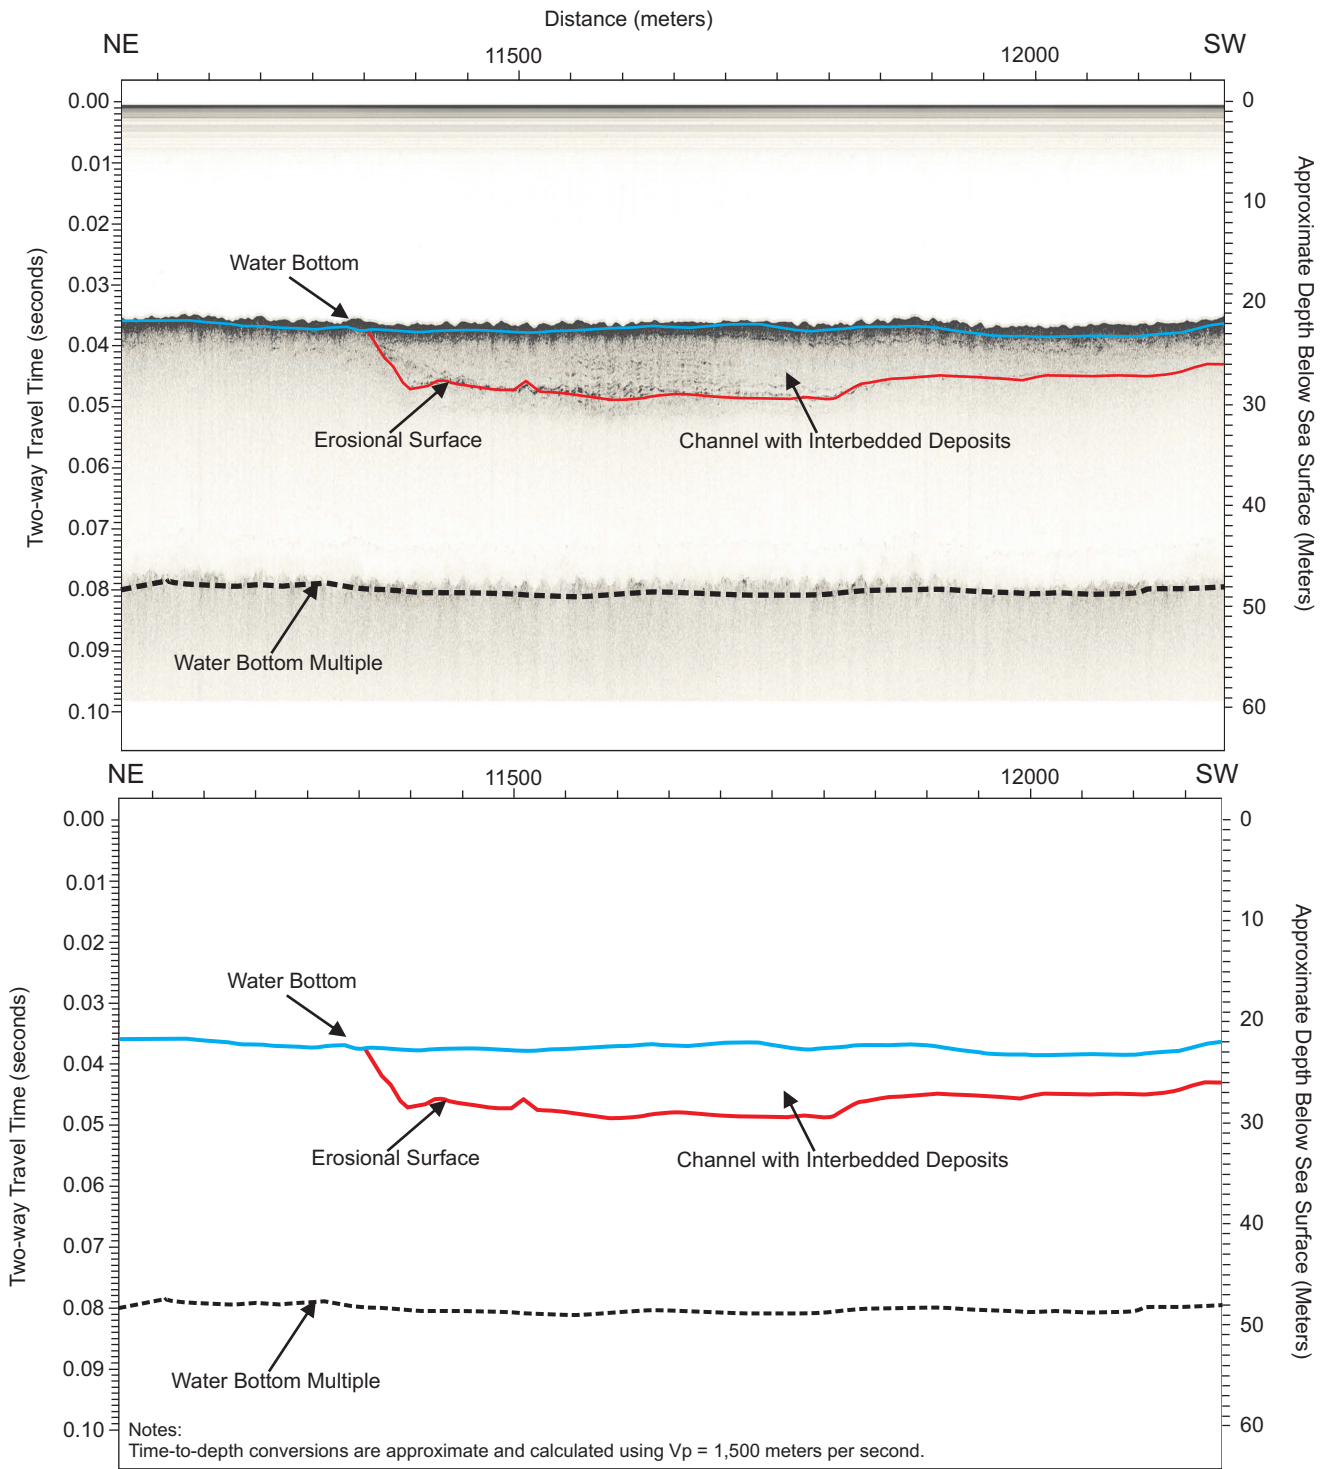 Distance (meters)
NE
11500
12000
SW
0.00
0.01
0.02
0.03
0.04
0.05
0.06
0.07
0.08
0.09
0.10
Two-way Travel Time (seconds)
0
10
20
30
40
50
60
Approximate Depth Below Sea Surface (Meters)
Water Bottom
Erosional Surface
Channel with Interbedded Deposits
Water Bottom Multiple
NE
11500
12000
SW
0.00
0.01
0.02
0.03
0.04
0.05
0.06
0.07
0.08
0.09
0.10
Two-way Travel Time (seconds)
0
10
20
30
40
50
60
Approximate Depth Below Sea Surface (Meters)
Water Bottom
Erosional Surface
Channel with Interbedded Deposits
Water Bottom Multiple
Notes:
Time-to-depth conversions are approximate and calculated using Vp = 1,500 meters per second.